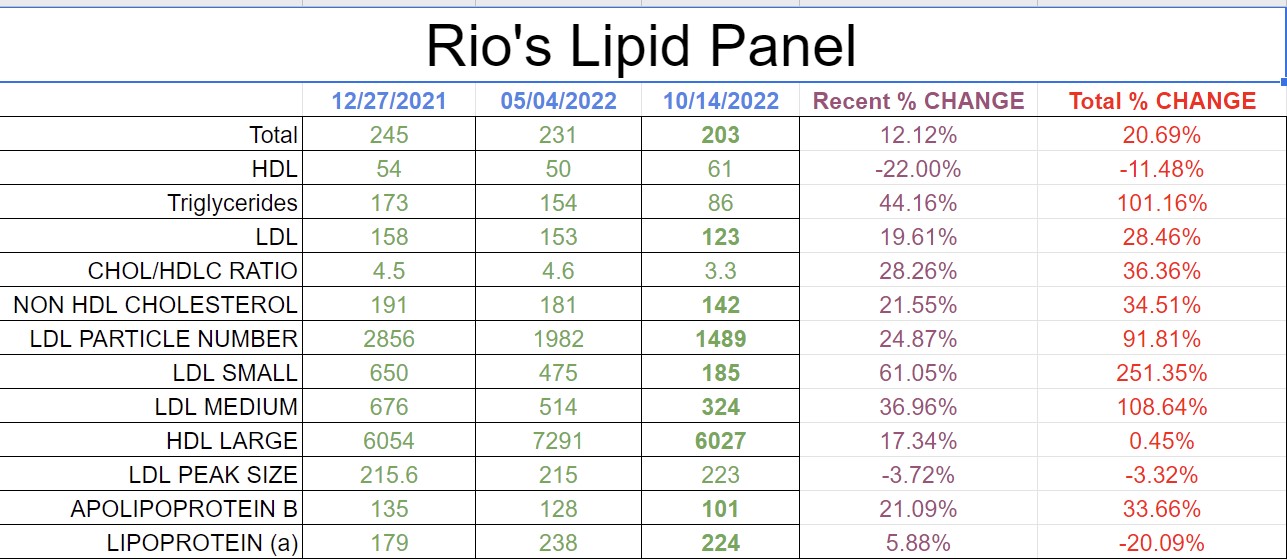 Rio's Lipid Panel
12/27/2021 05/04/2022 10/14/2022 Recent % CHANGE Total % CHANGE
Total 245 231 203 12.12% 20.69%
HDL 54 50 61 -22.00% -11.48%
Triglycerides 173 154 86 44.16% 101.16%
LDL 158 153 123 19.61% 28.46%
CHOL/HDLC RATIO 4.5 4.6 3.3 28.26% 36.36%
NON HDL CHOLESTEROL 191 181 142 21.55% 34.51%
LDL PARTICLE NUMBER 2856 1982 1489 24.87% 91.81%
LDL SMALL 650 475 185 61.05% 251.35%
LDL MEDIUM 676 514 324 36.96% 108.64%
HDL LARGE 6054 7291 6027 17.34% 0.45%
LDL PEAK SIZE 215.6 215 223 -3.72% -3.32%
APOLIPOPROTEIN B 135 128 101 21.09% 33.66%
LIPOPROTEIN (a) 179 238 224 5.88% -20.09%